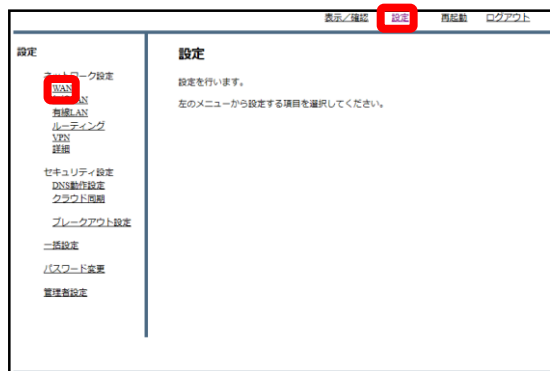 表示／確認 設定 再起動 ログアウト
設定
ネットワーク設定
WAN
LAN
有線LAN
ルーティング
VPN
詳細
セキュリティ設定
DNS動作設定
クラウド同期
ブレークアウト設定
一括設定
パスワード変更
管理者設定
設定
設定を行います。
左のメニューから設定する項目を選択してください。